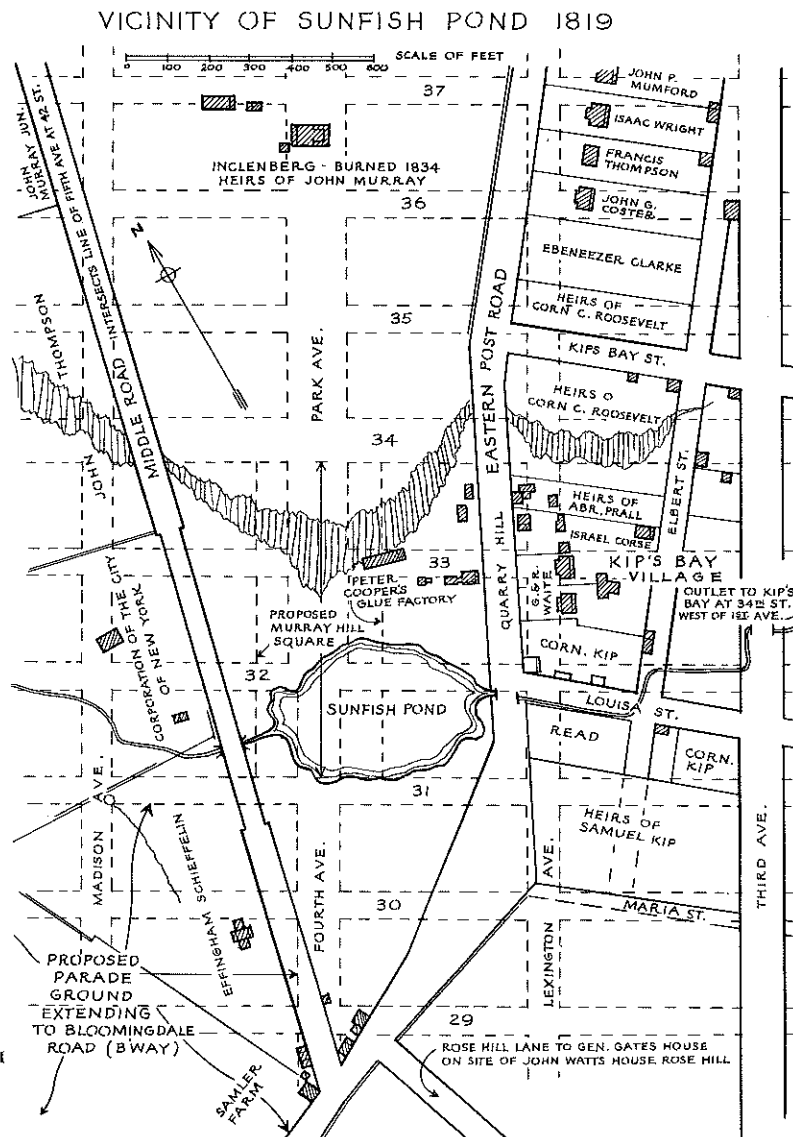 VICINITY OF SUNFISH POND 1819
SCALE OF FEET
0 100 200 300 400 500 600
37
JOHN P.
MUMFORD
ISAAC WRIGHT
FRANCIS
THOMPSON
JOHN G.
COSTER
EBENEEZER CLARKE
HEIRS OF
CORN C. ROOSEVELT
JOHN
MURRAY JUN.
INCLENBERG - BURNED 1834
HEIRS OF JOHN MURRAY
36
N
MIDDLE ROAD - INTERSECTS LINE OF FIFTH AVE AT 42 ST.
35
PARK AVE.
EASTERN POST ROAD
KIPS BAY ST.
JOHN THOMPSON
34
HEIRS O
CORN C. ROOSEVELT
ELBERT ST.
HEIRS OF
ABR. PRALL
ISRAEL CORSE
QUARRY HILL
G. & R.
WAITE
KIP'S BAY
VILLAGE
33
PETER
COOPER'S
GLUE FACTORY
OUTLET TO KIP'S
BAY AT 34TH ST.
WEST OF 1ST AVE.
PROPOSED
MURRAY HILL
SQUARE
CORN. KIP
CORPORATION OF THE CITY
OF NEW YORK
32
SUNFISH POND
LOUISA ST.
READ
CORN.
KIP
31
MADISON AVE.
HEIRS OF
SAMUEL KIP
EFFINGHAM SCHIEFFELIN
FOURTH AVE.
30
LEXINGTON AVE.
MARIA ST.
THIRD AVE.
PROPOSED
PARADE
GROUND
EXTENDING
TO BLOOMINGDALE
ROAD (B'WAY)
29
SAMLER
FARM
ROSE HILL LANE TO GEN. GATES HOUSE
ON SITE OF JOHN WATTS HOUSE, ROSE HILL